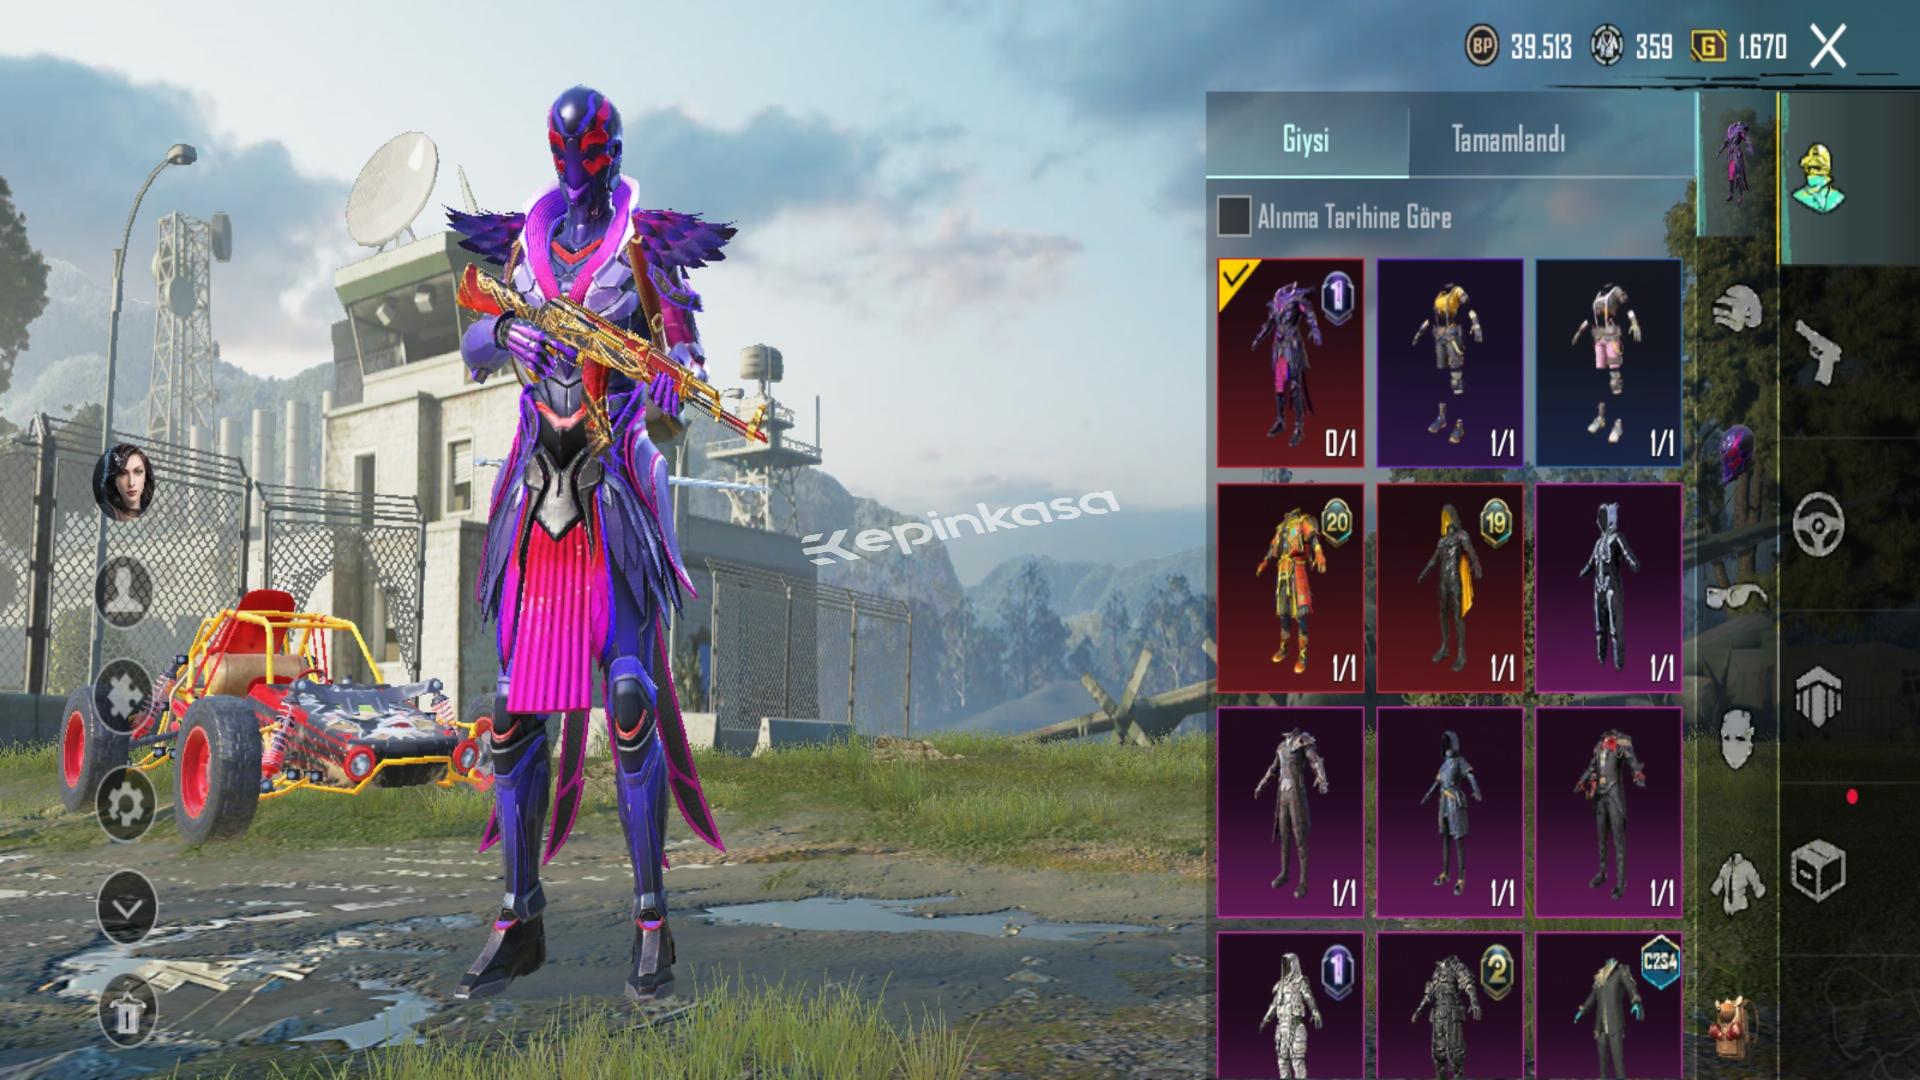 BP 39.513 359 G 1.670
Giysi Tamamlandı
Alınma Tarihine Göre
1 0/1 1/1 1/1
20 1/1 19 1/1 1/1
1/1 1/1 1/1
1 2 C2S4
Kepinkasa